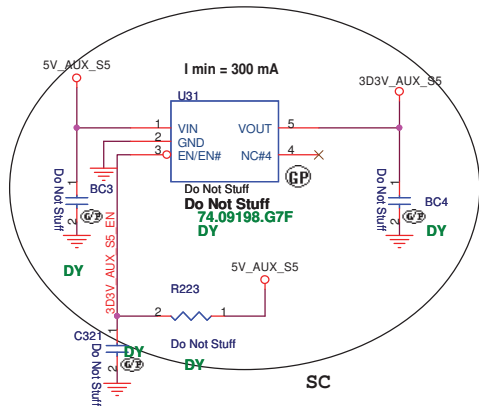 5V_AUX_S5
I min = 300 mA
3D3V_AUX_S5
U31
1 VIN VOUT 5
2 GND
3 EN/EN# NC#4 4
GP
Do Not Stuff
Do Not Stuff
74.09198.G7F
DY
1
Do Not Stuff
BC3
G/P
2
DY
1
Do Not Stuff
BC4
G/P
2
DY
3D3V_AUX_S5_EN
5V_AUX_S5
R223
2 1
Do Not Stuff
DY
C321
1
Do Not Stuff
DY
G/P
2
SC